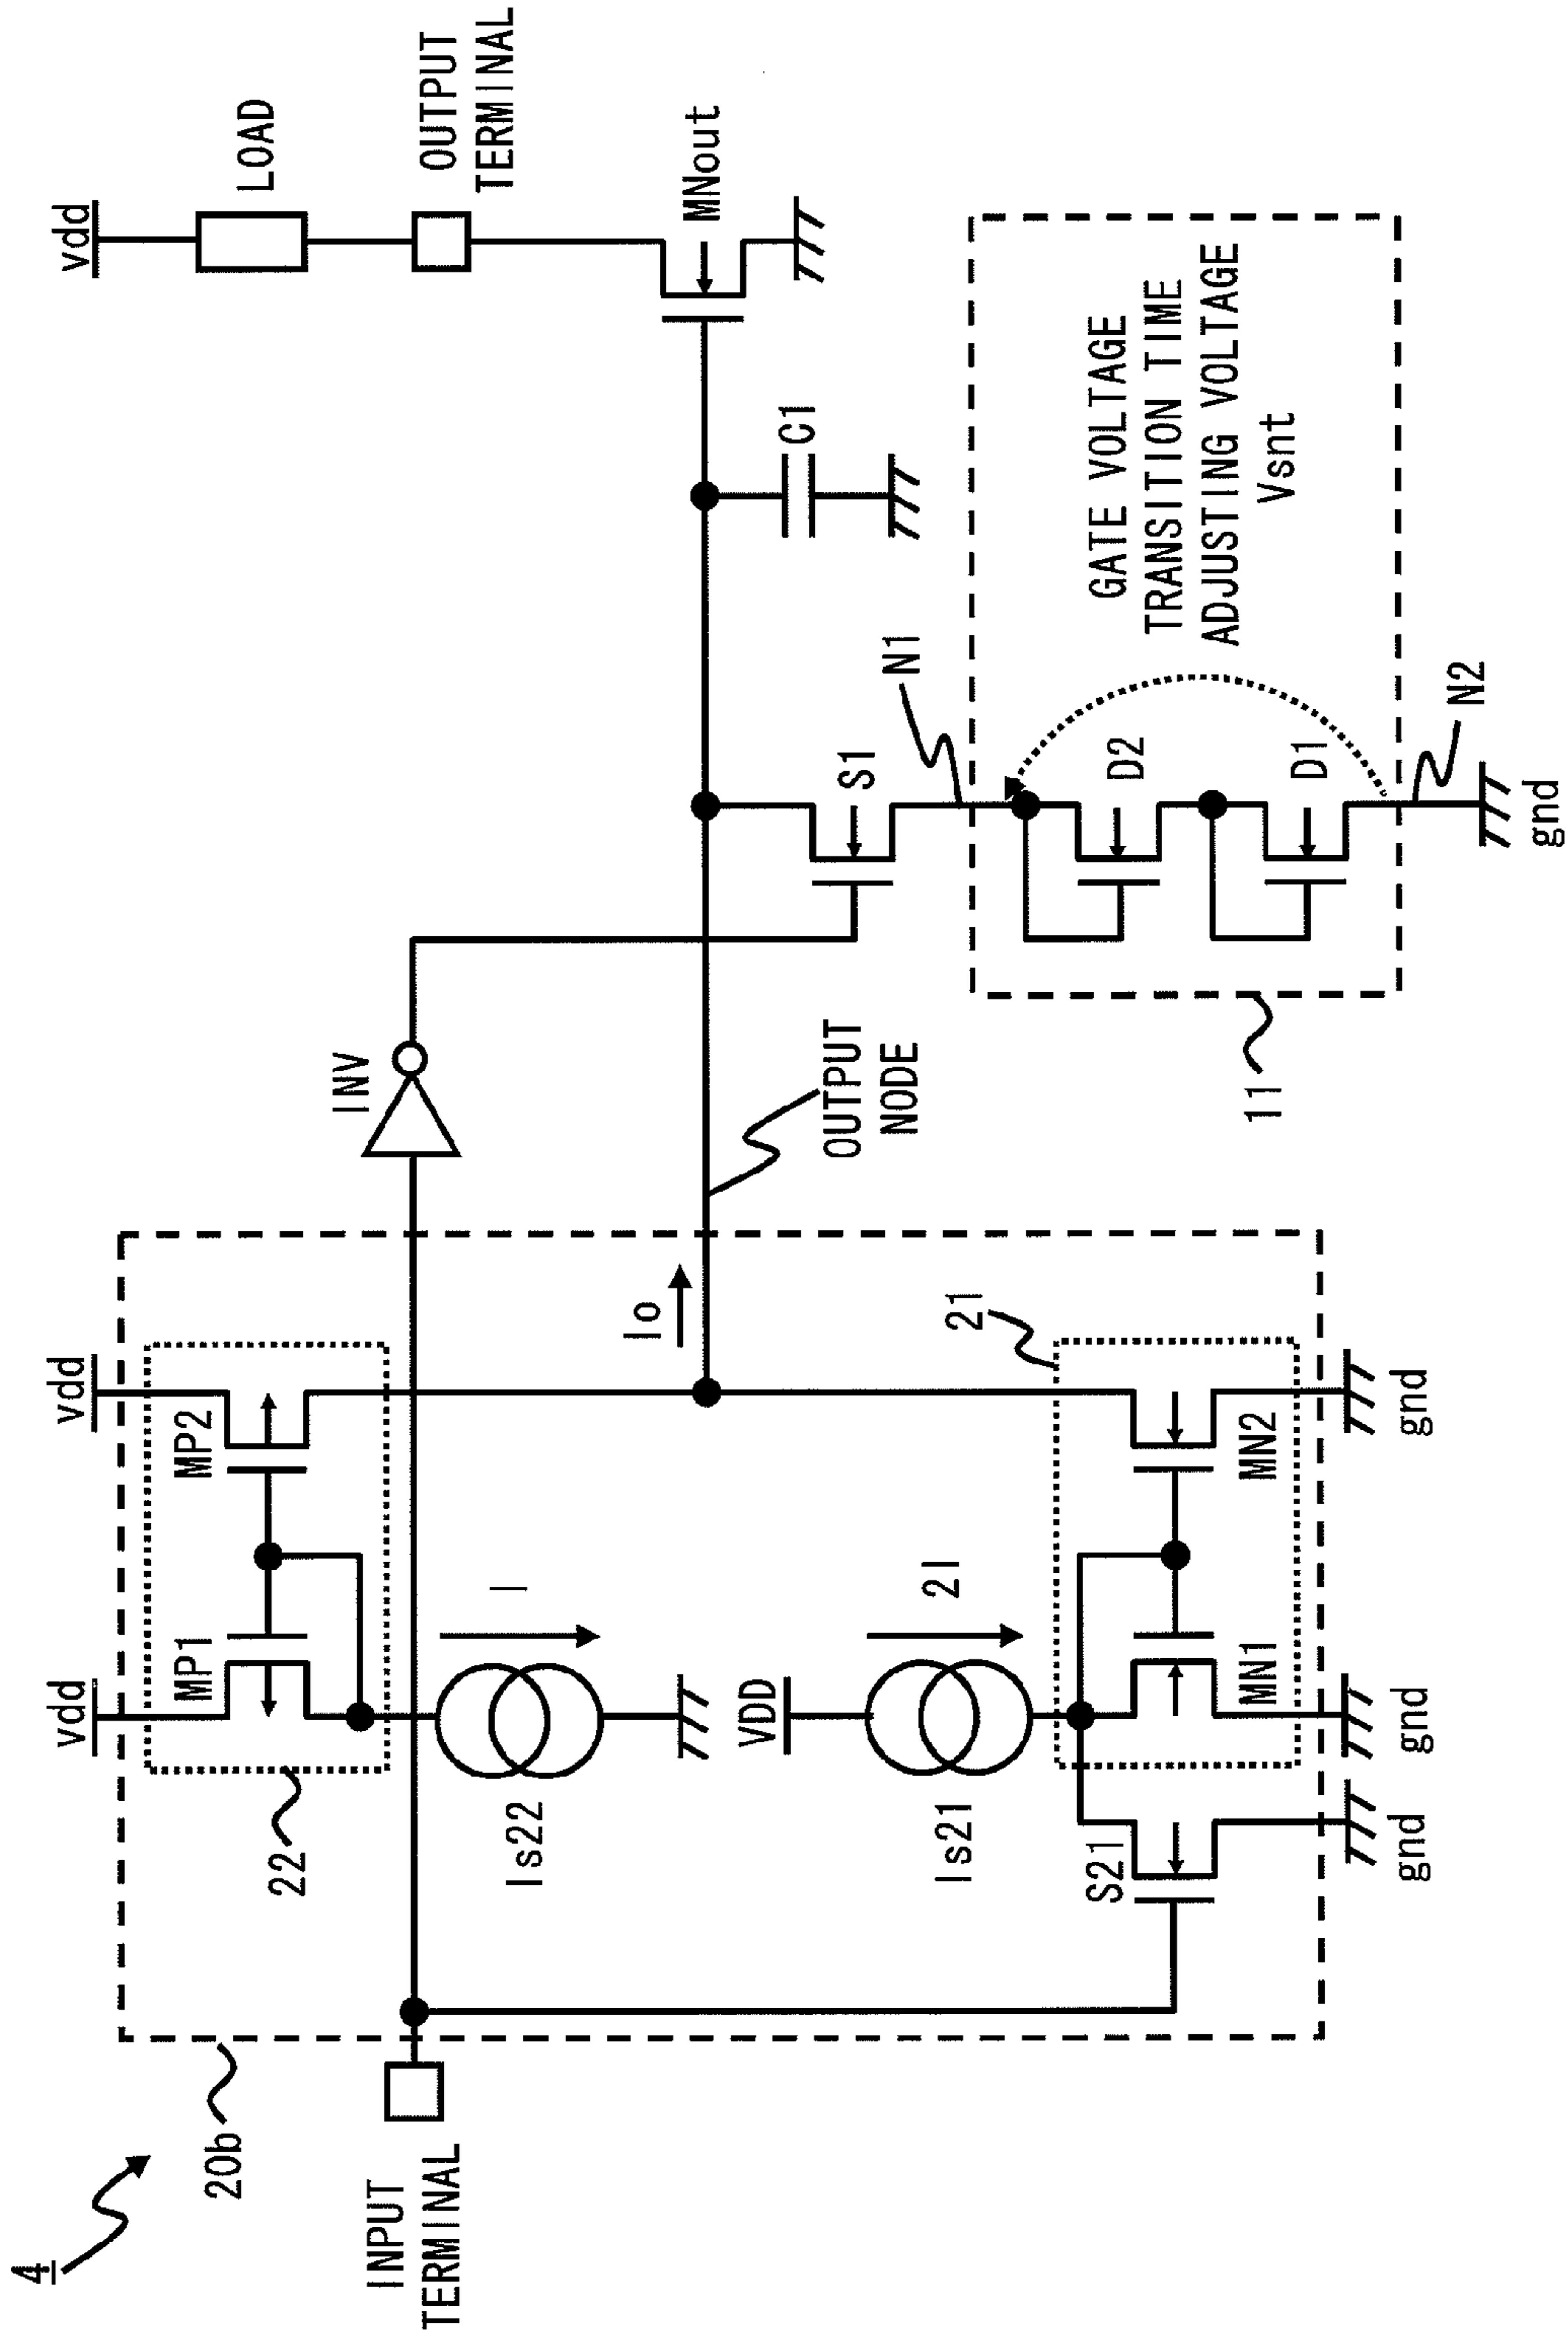 4
20b
INPUT
TERMINAL
vdd
vdd
MP1
MP2
22
I
Is22
VDD
2I
Is21
21
S21
MN1
MN2
gnd
gnd
gnd
Io
INV
OUTPUT
NODE
S1
N1
C1
11
D2
D1
N2
gnd
GATE VOLTAGE
TRANSITION TIME
ADJUSTING VOLTAGE
Vsnt
vdd
LOAD
OUTPUT
TERMINAL
MNout